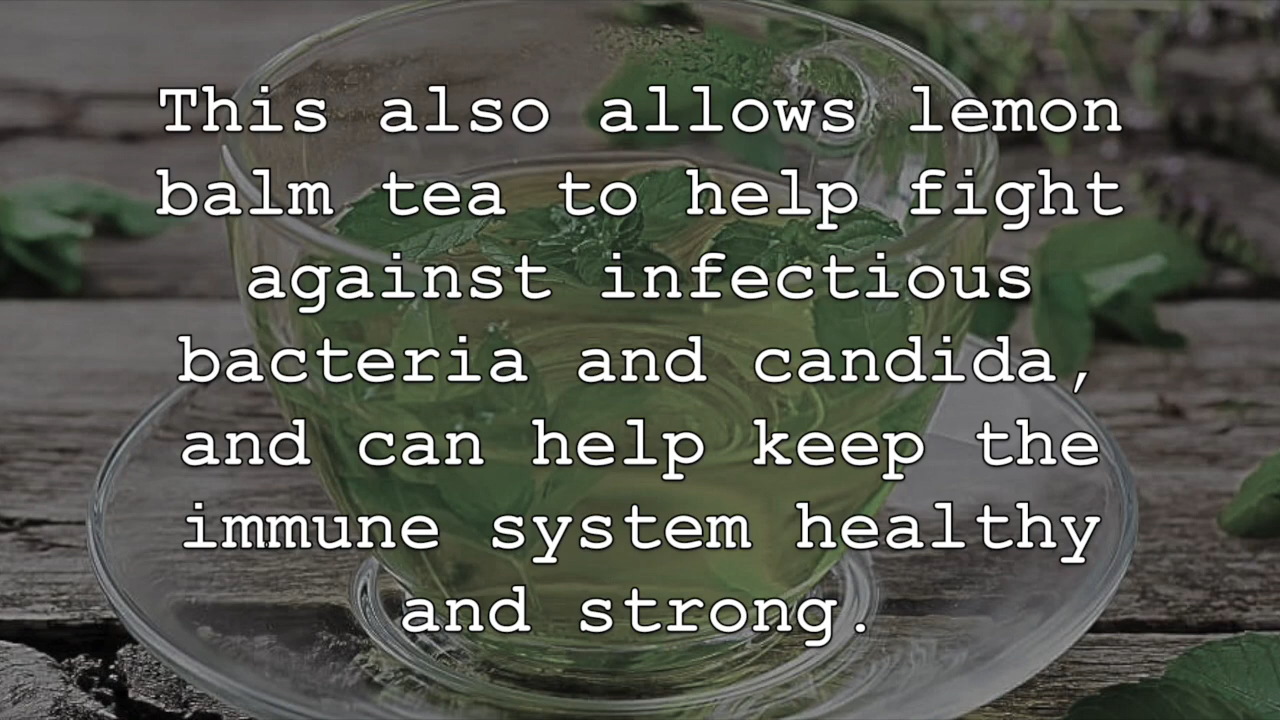 This also allows lemon
balm tea to help fight
against infectious
bacteria and candida,
and can help keep the
immune system healthy
and strong.